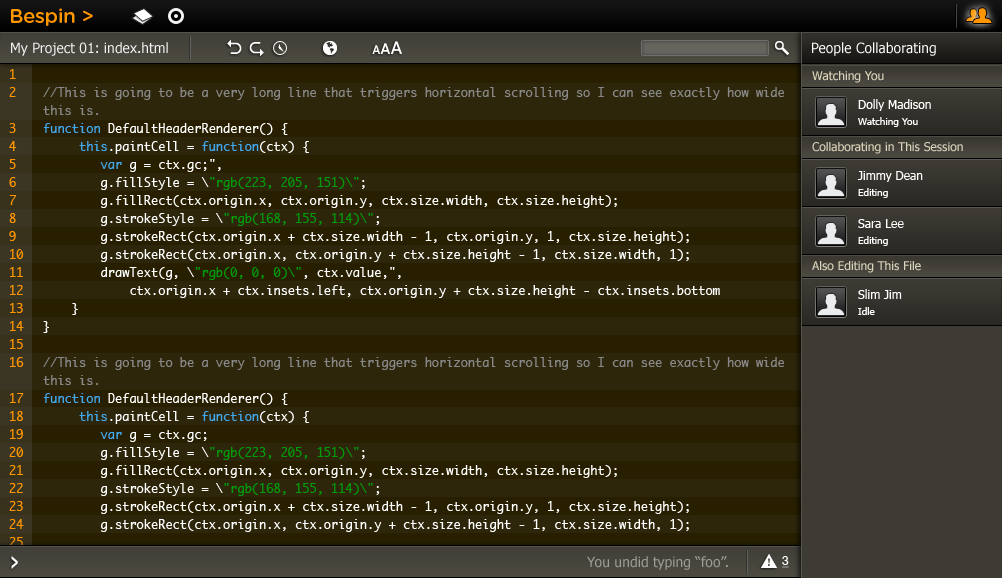 Bespin >
My Project 01: index.html
AAA
1
2 //This is going to be a very long line that triggers horizontal scrolling so I can see exactly how wide
this is.
3 function DefaultHeaderRenderer() {
4 this.paintCell = function(ctx) {
5 var g = ctx.gc;",
6 g.fillStyle = \"rgb(223, 205, 151)\";
7 g.fillRect(ctx.origin.x, ctx.origin.y, ctx.size.width, ctx.size.height);
8 g.strokeStyle = \"rgb(168, 155, 114)\";
9 g.strokeRect(ctx.origin.x + ctx.size.width - 1, ctx.origin.y, 1, ctx.size.height);
10 g.strokeRect(ctx.origin.x, ctx.origin.y + ctx.size.height - 1, ctx.size.width, 1);
11 drawText(g, \"rgb(0, 0, 0)\", ctx.value,",
12 ctx.origin.x + ctx.insets.left, ctx.origin.y + ctx.size.height - ctx.insets.bottom
13 }
14 }
15
16 //This is going to be a very long line that triggers horizontal scrolling so I can see exactly how wide
this is.
17 function DefaultHeaderRenderer() {
18 this.paintCell = function(ctx) {
19 var g = ctx.gc;
20 g.fillStyle = \"rgb(223, 205, 151)\";
21 g.fillRect(ctx.origin.x, ctx.origin.y, ctx.size.width, ctx.size.height);
22 g.strokeStyle = \"rgb(168, 155, 114)\";
23 g.strokeRect(ctx.origin.x + ctx.size.width - 1, ctx.origin.y, 1, ctx.size.height);
24 g.strokeRect(ctx.origin.x, ctx.origin.y + ctx.size.height - 1, ctx.size.width, 1);
25
You undid typing “foo”.
3
People Collaborating
Watching You
Dolly Madison
Watching You
Collaborating in This Session
Jimmy Dean
Editing
Sara Lee
Editing
Also Editing This File
Slim Jim
Idle